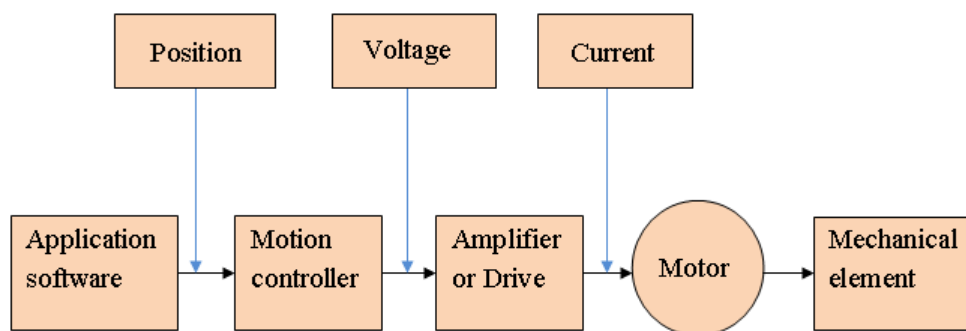 Position
Voltage
Current
Application
software
Motion
controller
Amplifier
or Drive
Motor
Mechanical
element